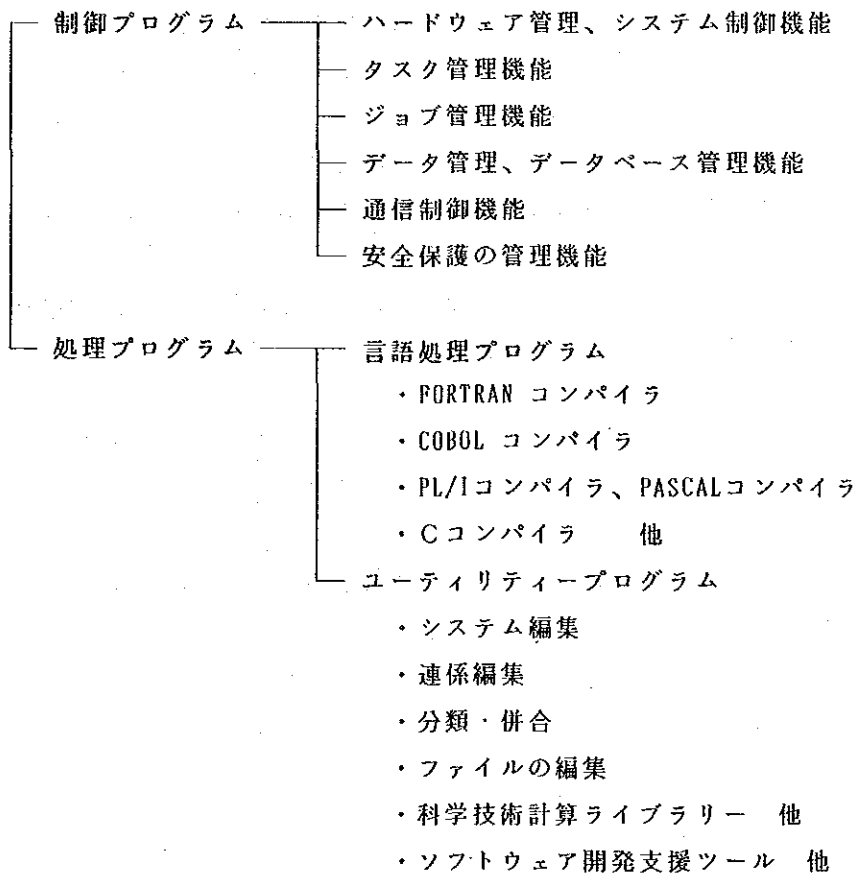 制御プログラム ハードウェア管理、システム制御機能
タスク管理機能
ジョブ管理機能
データ管理、データベース管理機能
通信制御機能
安全保護の管理機能
処理プログラム 言語処理プログラム
・FORTRAN コンパイラ
・COBOL コンパイラ
・PL/Iコンパイラ、PASCALコンパイラ
・Cコンパイラ 他
ユーティリティープログラム
・システム編集
・連係編集
・分類・併合
・ファイルの編集
・科学技術計算ライブラリー 他
・ソフトウェア開発支援ツール 他